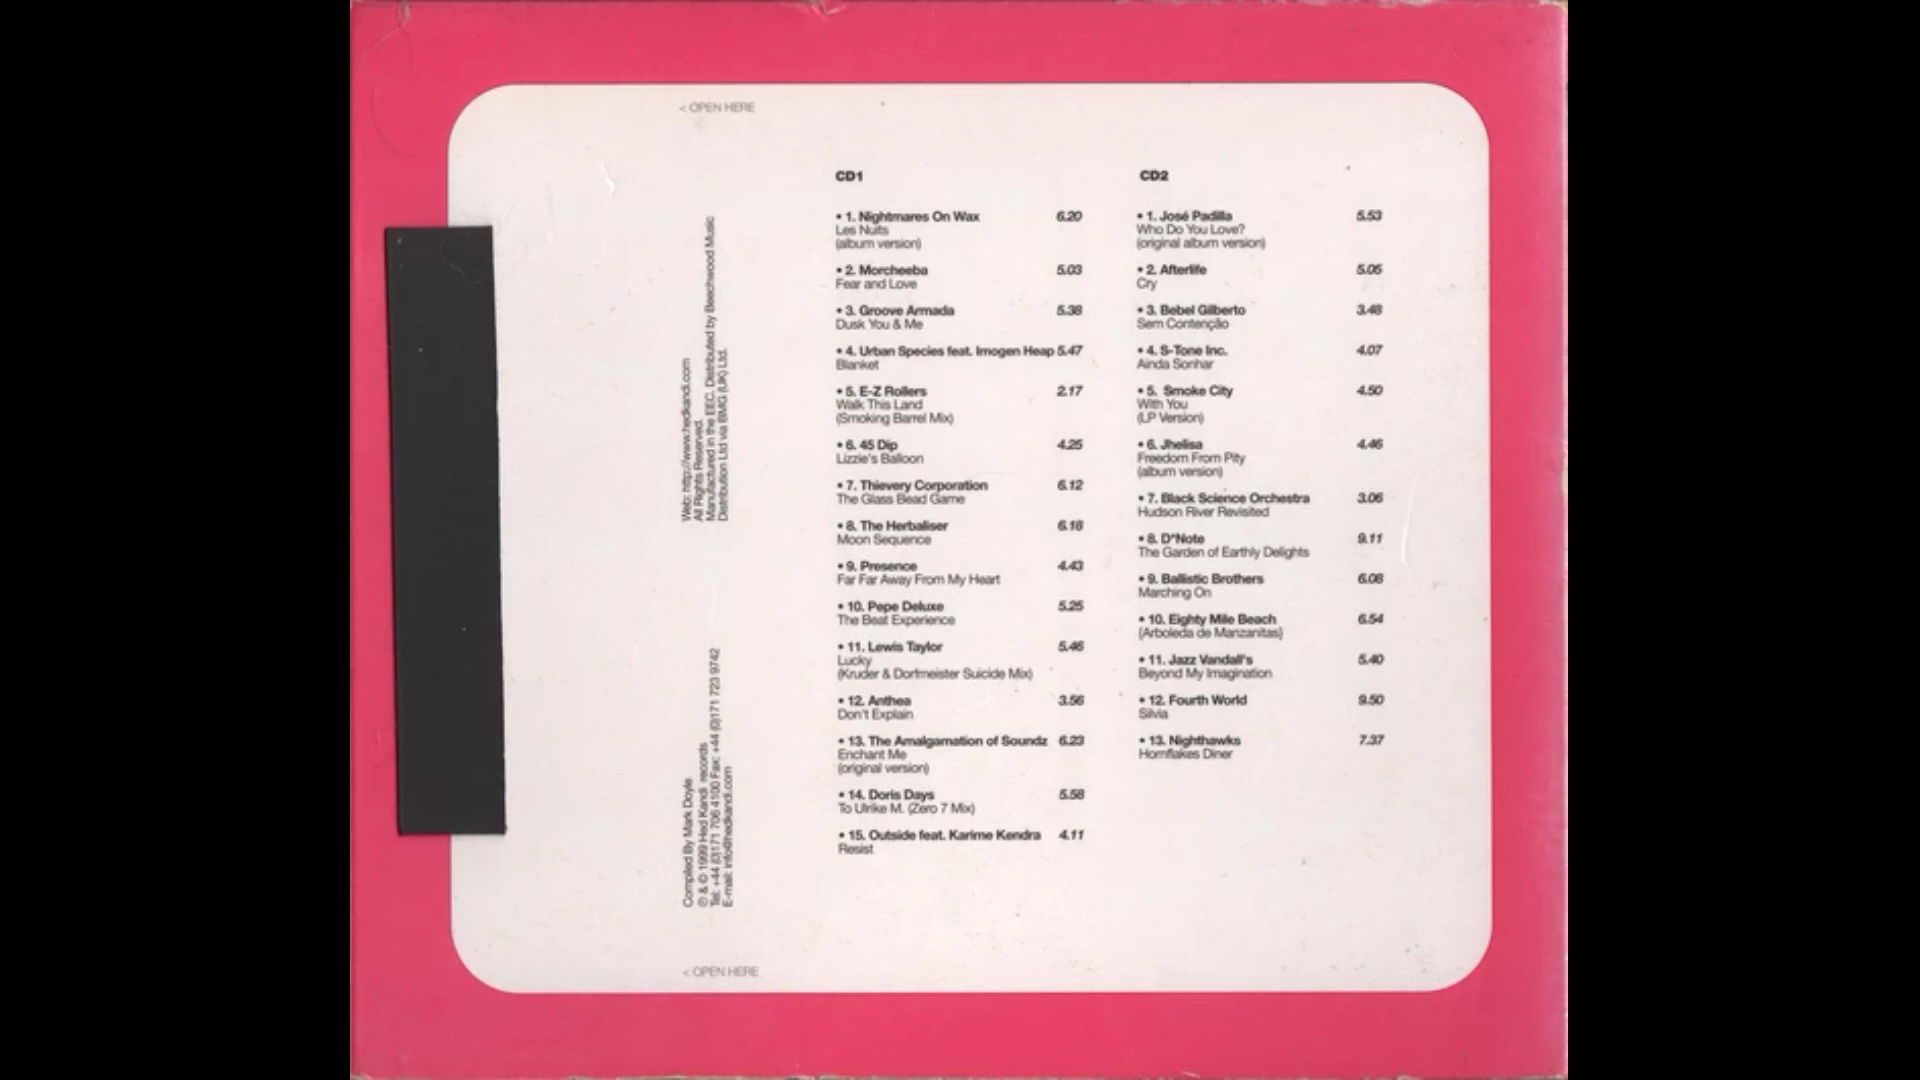 < OPEN HERE
Web: http://www.hedkandi.com
All Rights Reserved.
Manufactured in the EEC. Distributed by Beechwood Music
Distribution Ltd via BMG (UK) Ltd.
Compiled By Mark Doyle
℗ & © 1999 Hed Kandi records
Tel: +44 (0)171 706 4100 Fax: +44 (0)171 723 9742
E-mail: info@hedkandi.com
< OPEN HERE
CD1
• 1. Nightmares On Wax 6.20
Les Nuits
(album version)
• 2. Morcheeba 5.03
Fear and Love
• 3. Groove Armada 5.38
Dusk You & Me
• 4. Urban Species feat. Imogen Heap 5.47
Blanket
• 5. E-Z Rollers 2.17
Walk This Land
(Smoking Barrel Mix)
• 6. 45 Dip 4.25
Lizzie's Balloon
• 7. Thievery Corporation 6.12
The Glass Bead Game
• 8. The Herbaliser 6.18
Moon Sequence
• 9. Presence 4.43
Far Far Away From My Heart
• 10. Pepe Deluxe 5.25
The Beat Experience
• 11. Lewis Taylor 5.46
Lucky
(Kruder & Dorfmeister Suicide Mix)
• 12. Anthea 3.56
Don't Explain
• 13. The Amalgamation of Soundz 6.23
Enchant Me
(original version)
• 14. Doris Days 5.58
To Ulrike M. (Zero 7 Mix)
• 15. Outside feat. Karime Kendra 4.11
Resist
CD2
• 1. José Padilla 5.53
Who Do You Love?
(original album version)
• 2. Afterlife 5.05
Cry
• 3. Bebel Gilberto 3.48
Sem Contenção
• 4. S-Tone Inc. 4.07
Ainda Sonhar
• 5. Smoke City 4.50
With You
(LP Version)
• 6. Jhelisa 4.46
Freedom From Pity
(album version)
• 7. Black Science Orchestra 3.06
Hudson River Revisited
• 8. D*Note 9.11
The Garden of Earthly Delights
• 9. Ballistic Brothers 6.08
Marching On
• 10. Eighty Mile Beach 6.54
(Arboleda de Manzanitas)
• 11. Jazz Vandall's 5.40
Beyond My Imagination
• 12. Fourth World 9.50
Silvia
• 13. Nighthawks 7.37
Hornflakes Diner